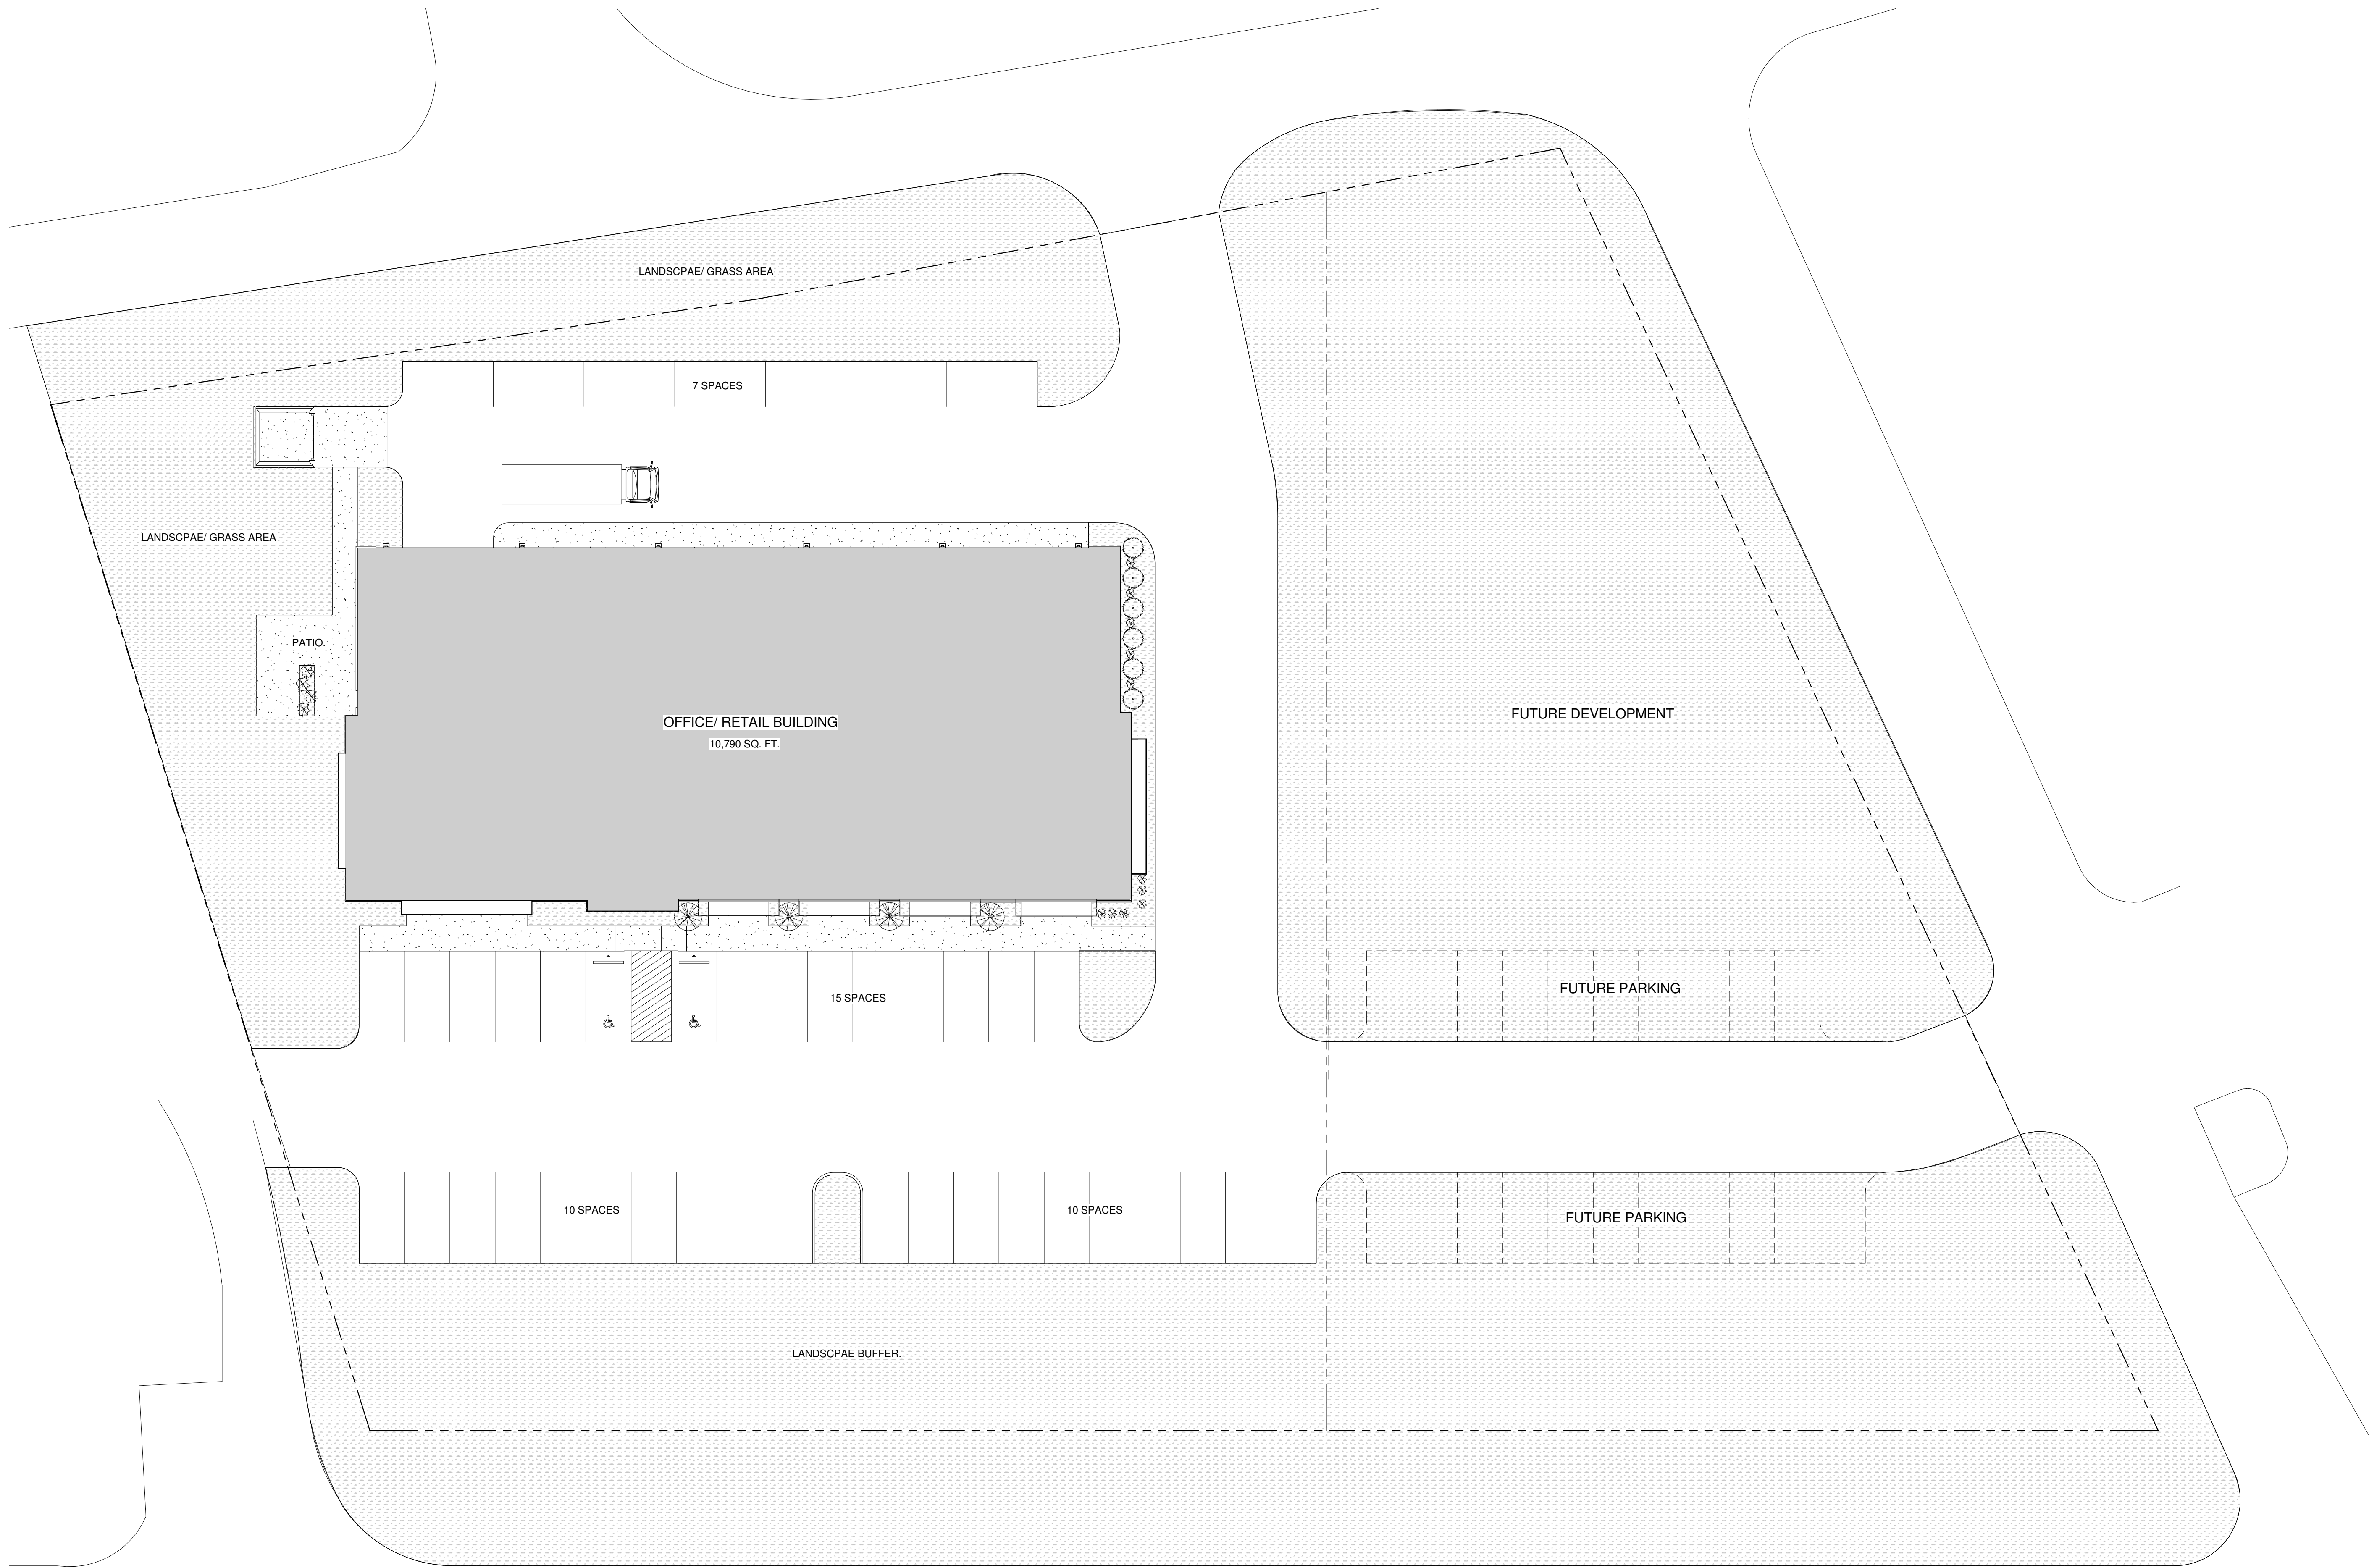 LANDSCPAE/ GRASS AREA
7 SPACES
LANDSCPAE/ GRASS AREA
PATIO.
OFFICE/ RETAIL BUILDING
10,790 SQ. FT.
FUTURE DEVELOPMENT
15 SPACES
FUTURE PARKING
10 SPACES
10 SPACES
FUTURE PARKING
LANDSCPAE BUFFER.